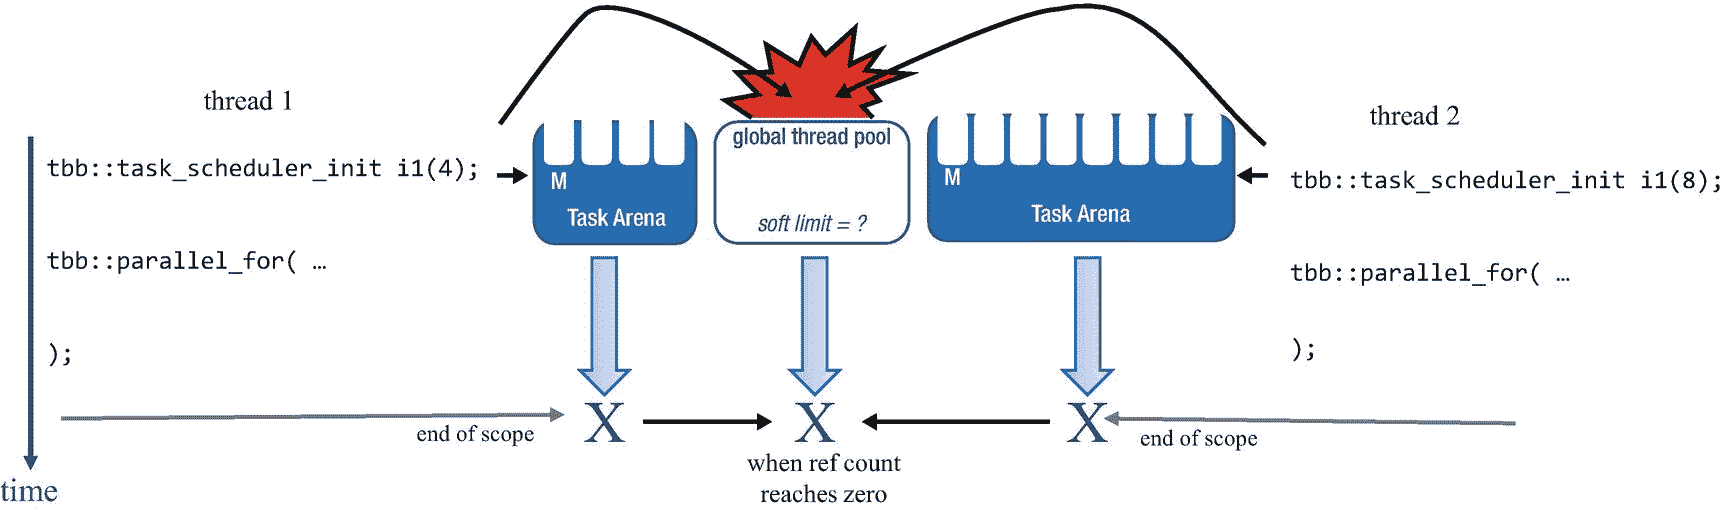 thread 1
tbb::task_scheduler_init i1(4);
tbb::parallel_for( …
);
end of scope
time
M
Task Arena
X
global thread pool
soft limit = ?
X
when ref count
reaches zero
M
Task Arena
X
thread 2
tbb::task_scheduler_init i1(8);
tbb::parallel_for( …
);
end of scope